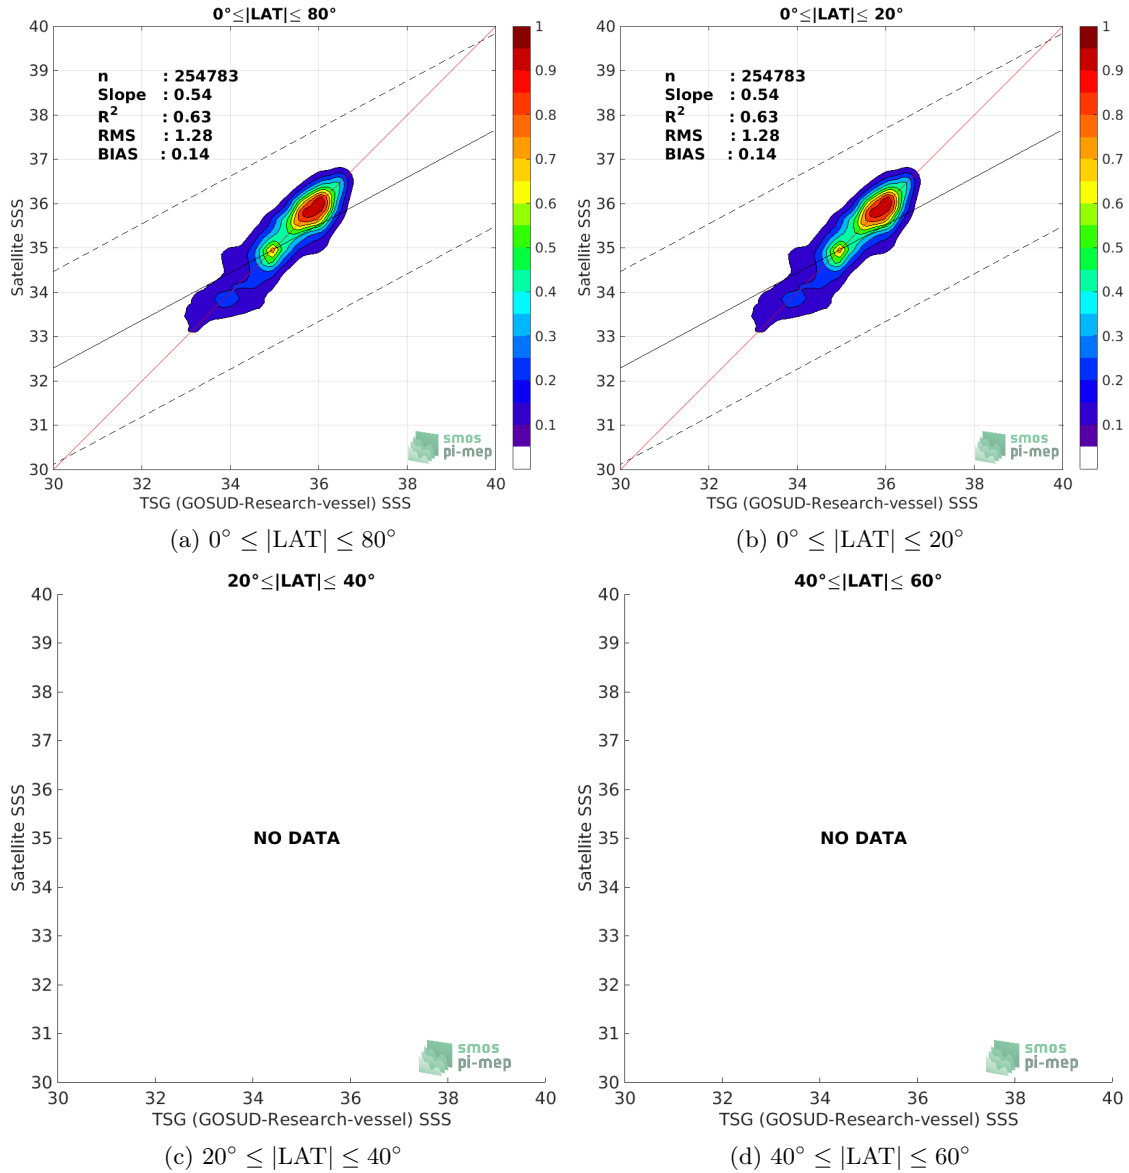 0°≤|LAT|≤ 80°
40
39
38
37
36
35
34
33
32
31
30
Satellite SSS
n : 254783
Slope : 0.54
R² : 0.63
RMS : 1.28
BIAS : 0.14
1
0.9
0.8
0.7
0.6
0.5
0.4
0.3
0.2
0.1
smos
pi-mep
30 32 34 36 38 40
TSG (GOSUD-Research-vessel) SSS
(a) 0° ≤ |LAT| ≤ 80°
0°≤|LAT|≤ 20°
40
39
38
37
36
35
34
33
32
31
30
Satellite SSS
n : 254783
Slope : 0.54
R² : 0.63
RMS : 1.28
BIAS : 0.14
1
0.9
0.8
0.7
0.6
0.5
0.4
0.3
0.2
0.1
smos
pi-mep
30 32 34 36 38 40
TSG (GOSUD-Research-vessel) SSS
(b) 0° ≤ |LAT| ≤ 20°
20°≤|LAT|≤ 40°
40
39
38
37
36
35
34
33
32
31
30
Satellite SSS
NO DATA
smos
pi-mep
30 32 34 36 38 40
TSG (GOSUD-Research-vessel) SSS
(c) 20° ≤ |LAT| ≤ 40°
40°≤|LAT|≤ 60°
40
39
38
37
36
35
34
33
32
31
30
Satellite SSS
NO DATA
smos
pi-mep
30 32 34 36 38 40
TSG (GOSUD-Research-vessel) SSS
(d) 40° ≤ |LAT| ≤ 60°